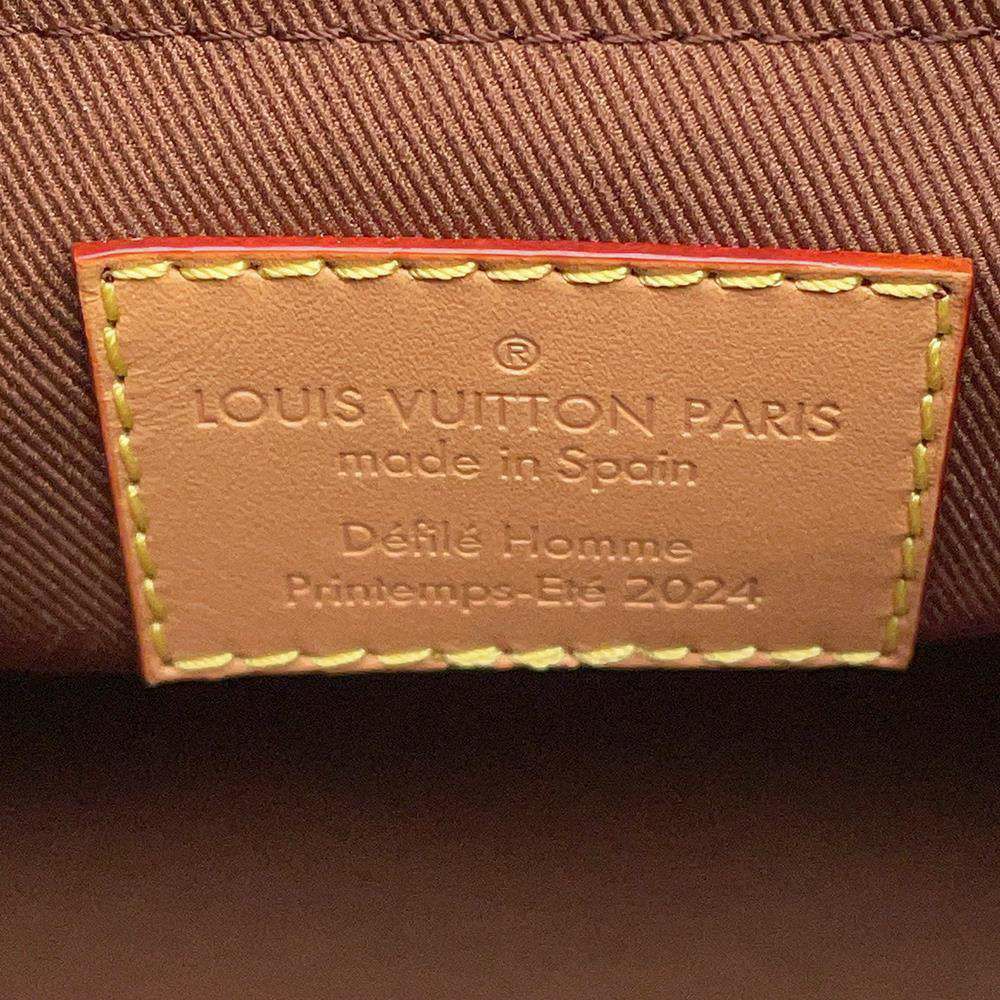 ®
LOUIS VUITTON PARIS
made in Spain
Défilé Homme
Printemps-Eté 2024